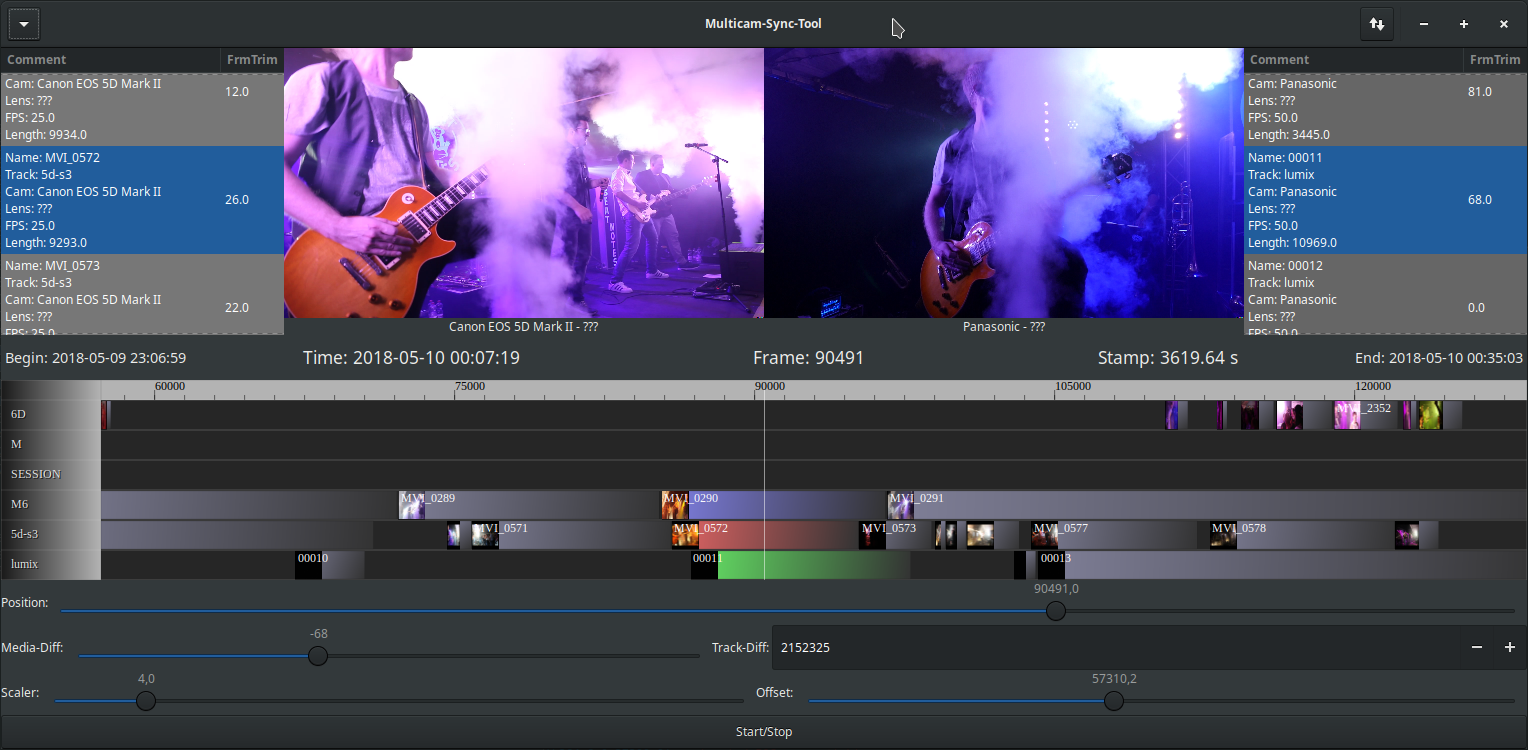 Multicam-Sync-Tool
Comment FrmTrim
Cam: Canon EOS 5D Mark II
Lens: ???
FPS: 25.0
Length: 9934.0
12.0
Name: MVI_0572
Track: 5d-s3
Cam: Canon EOS 5D Mark II
Lens: ???
FPS: 25.0
Length: 9293.0
26.0
Name: MVI_0573
Track: 5d-s3
Cam: Canon EOS 5D Mark II
Lens: ???
FPS: 25.0
22.0
BEAT NOTES
Canon EOS 5D Mark II - ???
Panasonic - ???
Comment FrmTrim
Cam: Panasonic
Lens: ???
FPS: 50.0
Length: 3445.0
81.0
Name: 00011
Track: lumix
Cam: Panasonic
Lens: ???
FPS: 50.0
Length: 10969.0
68.0
Name: 00012
Track: lumix
Cam: Panasonic
Lens: ???
FPS: 50.0
0.0
Begin: 2018-05-09 23:06:59 Time: 2018-05-10 00:07:19 Frame: 90491 Stamp: 3619.64 s End: 2018-05-10 00:35:03
60000 75000 90000 105000 120000
6D MVI_2352
M
SESSION
M6 MVI_0289 MVI_0290 MVI_0291
5d-s3 MVI_0571 MVI_0572 MVI_0573 MVI_0577 MVI_0578
lumix 00010 00011 00013
Position: 90491,0
Media-Diff: -68 Track-Diff: 2152325
Scaler: 4,0 Offset: 57310,2
Start/Stop